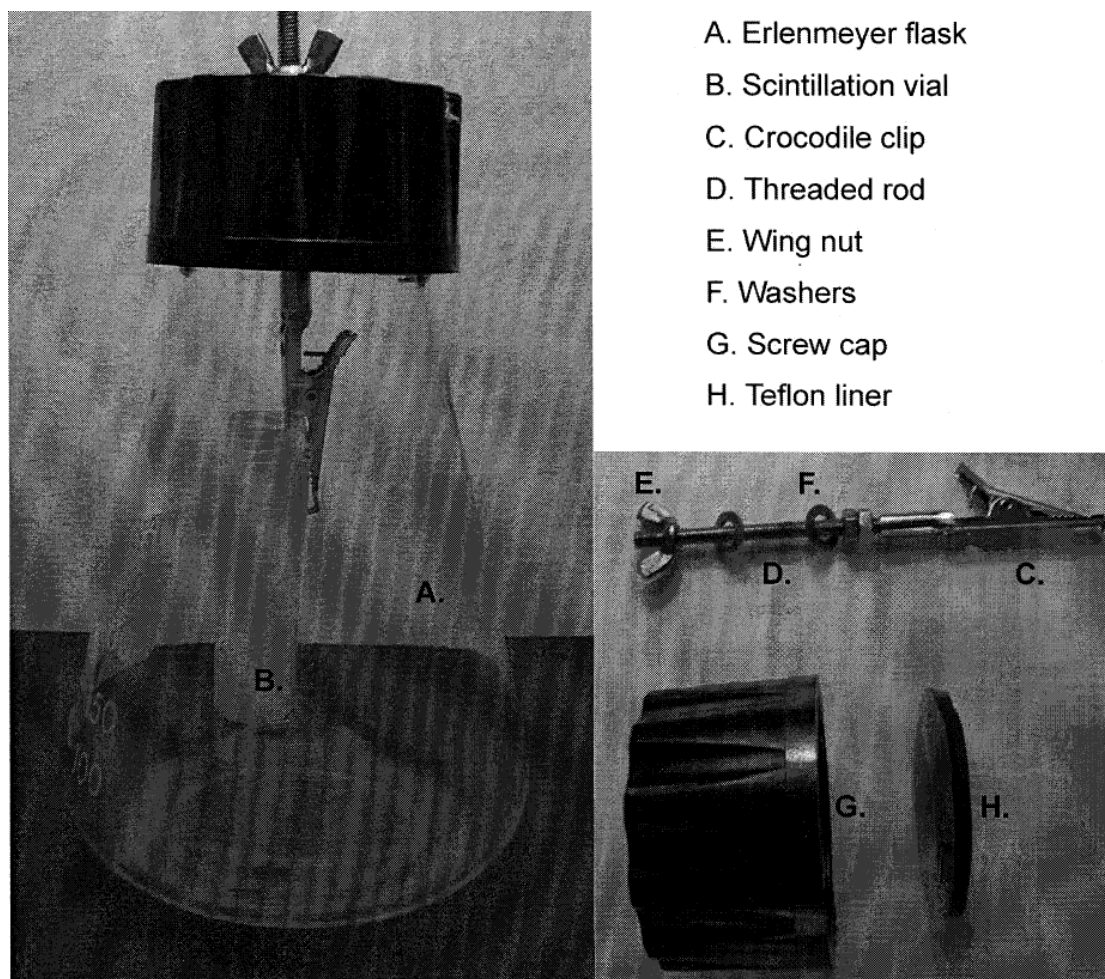 A. Erlenmeyer flask
B. Scintillation vial
C. Crocodile clip
D. Threaded rod
E. Wing nut
F. Washers
G. Screw cap
H. Teflon liner
E.
F.
D.
C.
A.
B.
G.
H.